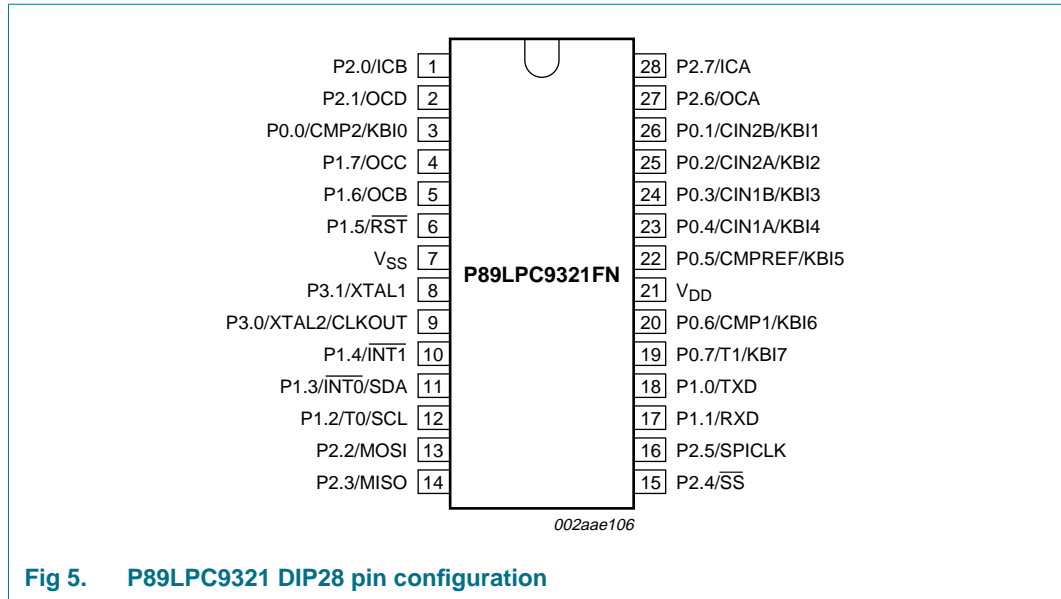 P2.0/ICB 1 28 P2.7/ICA
P2.1/OCD 2 27 P2.6/OCA
P0.0/CMP2/KBI0 3 26 P0.1/CIN2B/KBI1
P1.7/OCC 4 25 P0.2/CIN2A/KBI2
P1.6/OCB 5 24 P0.3/CIN1B/KBI3
P1.5/R̅S̅T̅ 6 23 P0.4/CIN1A/KBI4
VSS 7 22 P0.5/CMPREF/KBI5
P89LPC9321FN
P3.1/XTAL1 8 21 VDD
P3.0/XTAL2/CLKOUT 9 20 P0.6/CMP1/KBI6
P1.4/I̅N̅T̅1̅ 10 19 P0.7/T1/KBI7
P1.3/I̅N̅T̅0̅/SDA 11 18 P1.0/TXD
P1.2/T0/SCL 12 17 P1.1/RXD
P2.2/MOSI 13 16 P2.5/SPICLK
P2.3/MISO 14 15 P2.4/S̅S̅
002aae106
Fig 5. P89LPC9321 DIP28 pin configuration